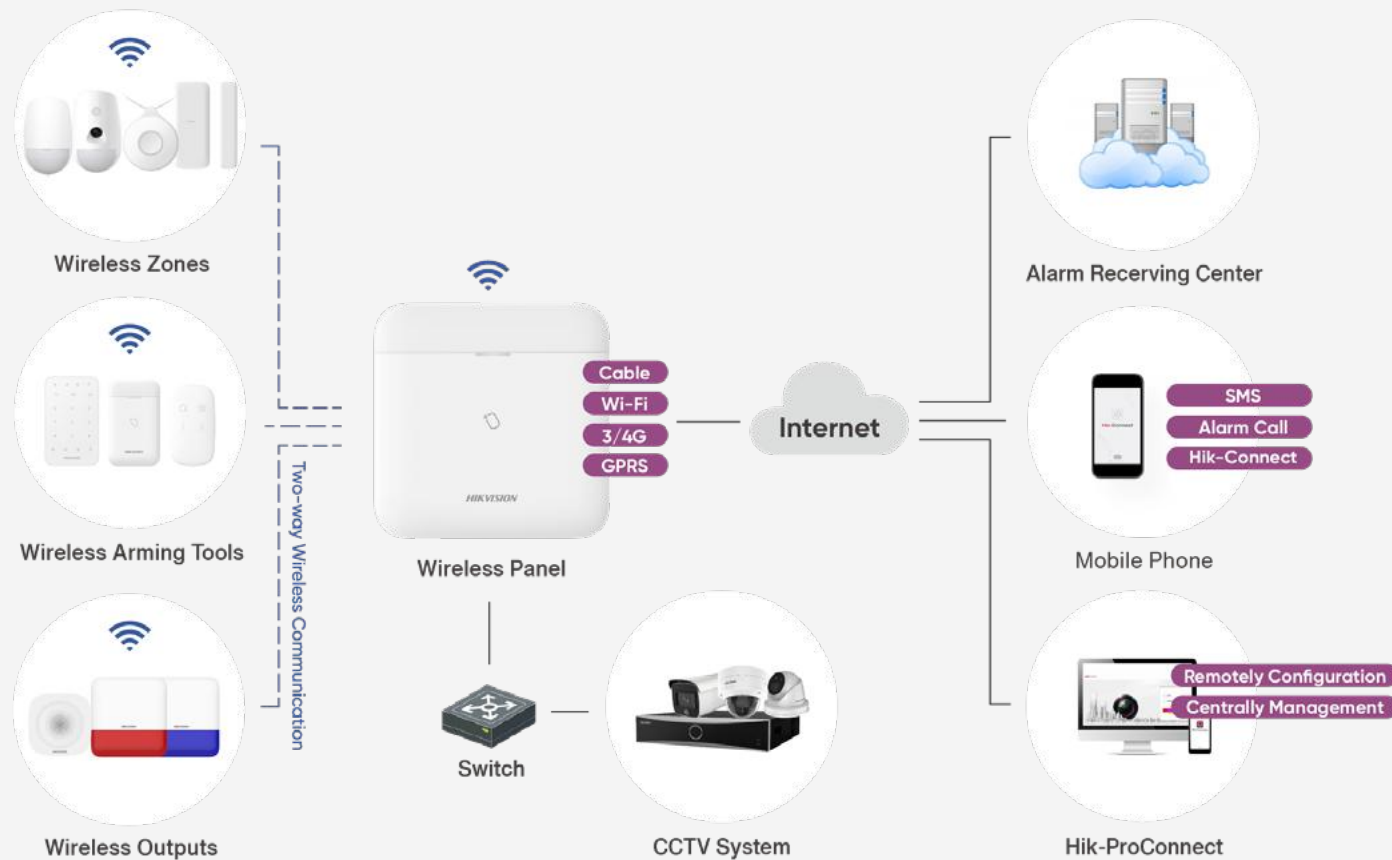 Wireless Zones
Wireless Arming Tools
Wireless Outputs
Two-way Wireless Communication
HIKVISION
Wireless Panel
Cable
Wi-Fi
3/4G
GPRS
Switch
CCTV System
Internet
Alarm Recerving Center
SMS
Alarm Call
Hik-Connect
Mobile Phone
Remotely Configuration
Centrally Management
Hik-ProConnect